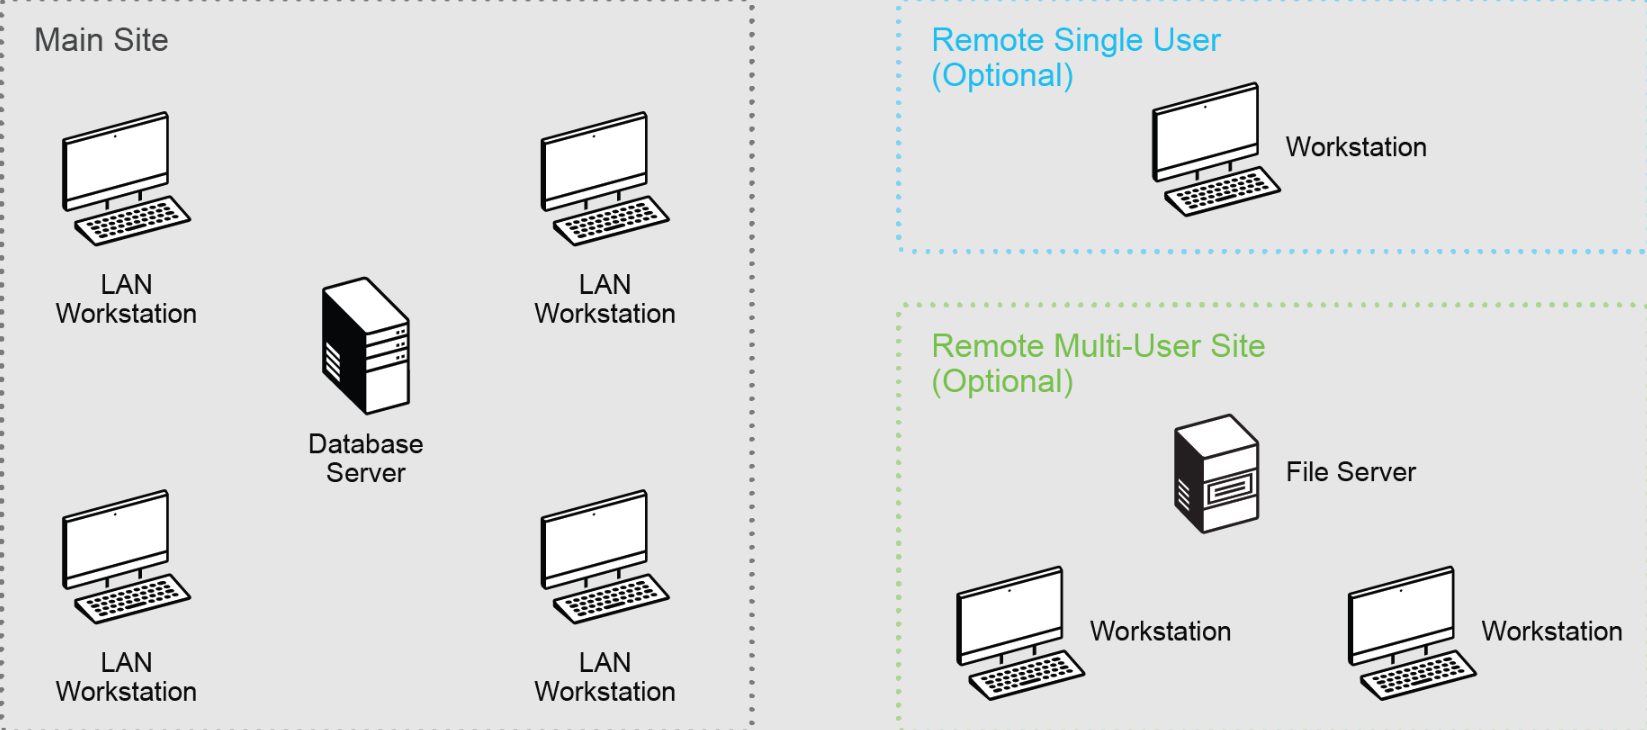 Main Site
LAN
Workstation
LAN
Workstation
Database
Server
LAN
Workstation
LAN
Workstation
Remote Single User
(Optional)
Workstation
Remote Multi-User Site
(Optional)
File Server
Workstation
Workstation